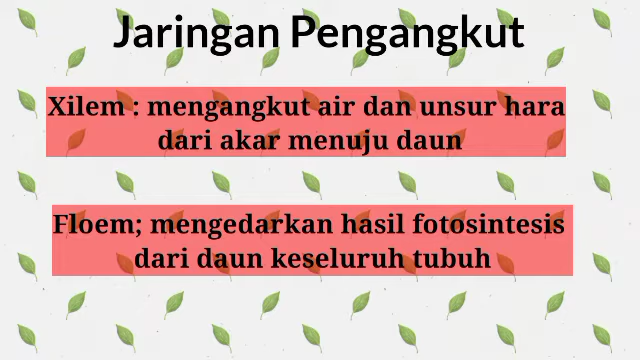 Jaringan Pengangkut
Xilem : mengangkut air dan unsur hara
dari akar menuju daun
Floem; mengedarkan hasil fotosintesis
dari daun keseluruh tubuh